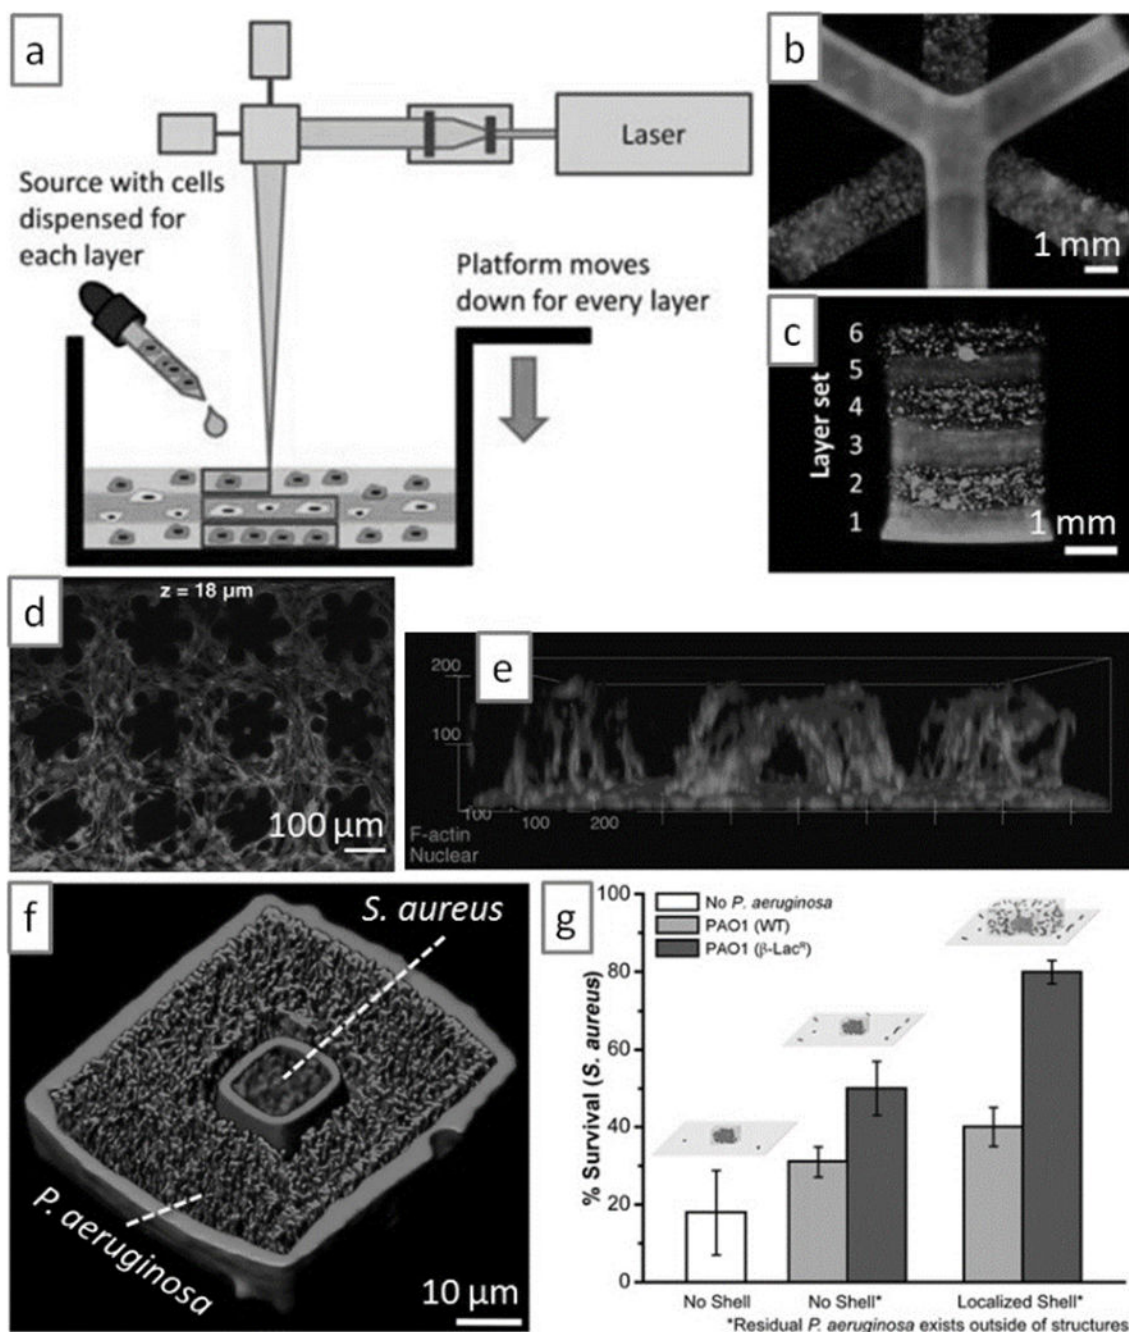 a
Laser
Source with cells
dispensed for
each layer
Platform moves
down for every layer
b
1 mm
c
Layer set
6
5
4
3
2
1
1 mm
d
z = 18 µm
100 µm
e
200
100
100
100
200
F-actin
Nuclear
f
S. aureus
P. aeruginosa
10 µm
g
No P. aeruginosa
PAO1 (WT)
PAO1 (β-Lacᴿ)
% Survival (S. aureus)
100
80
60
40
20
0
No Shell
No Shell*
Localized Shell*
*Residual P. aeruginosa exists outside of structures